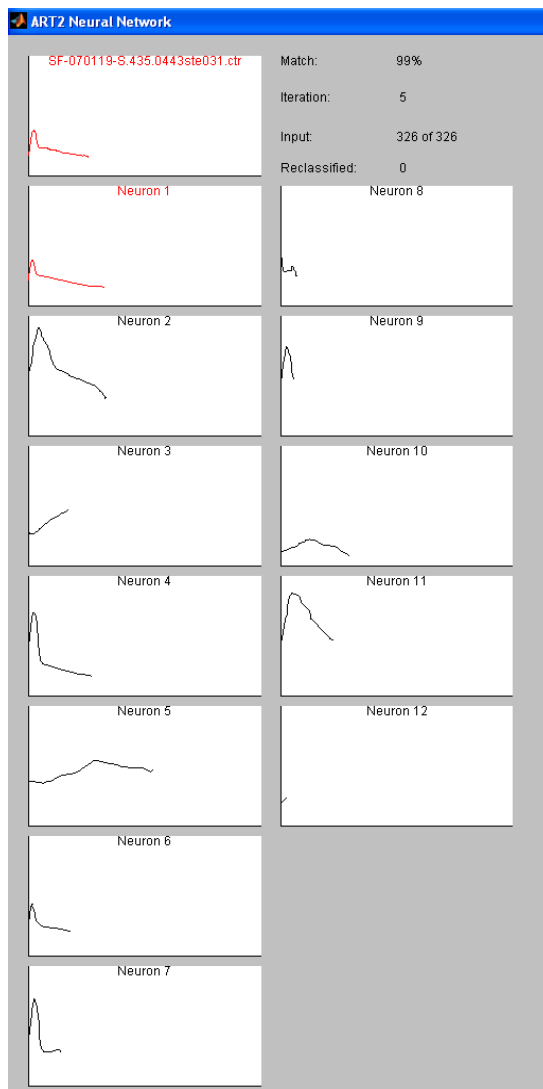 ART2 Neural Network
SF-070119-S.435.0443ste031.ctr
Match: 99%
Iteration: 5
Input: 326 of 326
Reclassified: 0
Neuron 1
Neuron 8
Neuron 2
Neuron 9
Neuron 3
Neuron 10
Neuron 4
Neuron 11
Neuron 5
Neuron 12
Neuron 6
Neuron 7